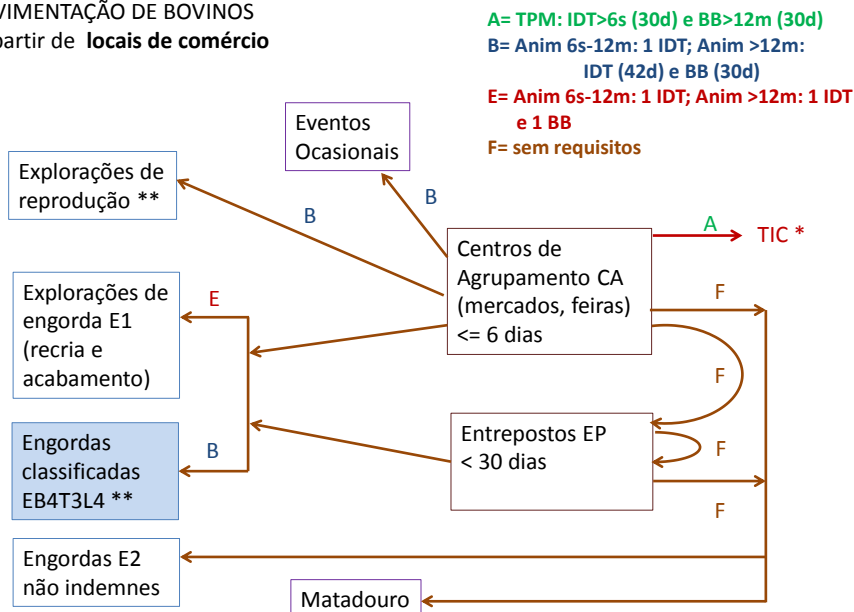 VIMENTAÇÃO DE BOVINOS
partir de locais de comércio
A= TPM: IDT>6s (30d) e BB>12m (30d)
B= Anim 6s-12m: 1 IDT; Anim >12m:
IDT (42d) e BB (30d)
E= Anim 6s-12m: 1 IDT; Anim >12m: 1 IDT
e 1 BB
F= sem requisitos
Eventos
Ocasionais
Explorações de
reprodução **
B
B
A
TIC *
Centros de
Agrupamento CA
(mercados, feiras)
<= 6 dias
Explorações de
engorda E1
(recria e
acabamento)
E
F
F
Engordas
classificadas
EB4T3L4 **
B
Entrepostos EP
< 30 dias
F
F
Engordas E2
não indemnes
Matadouro